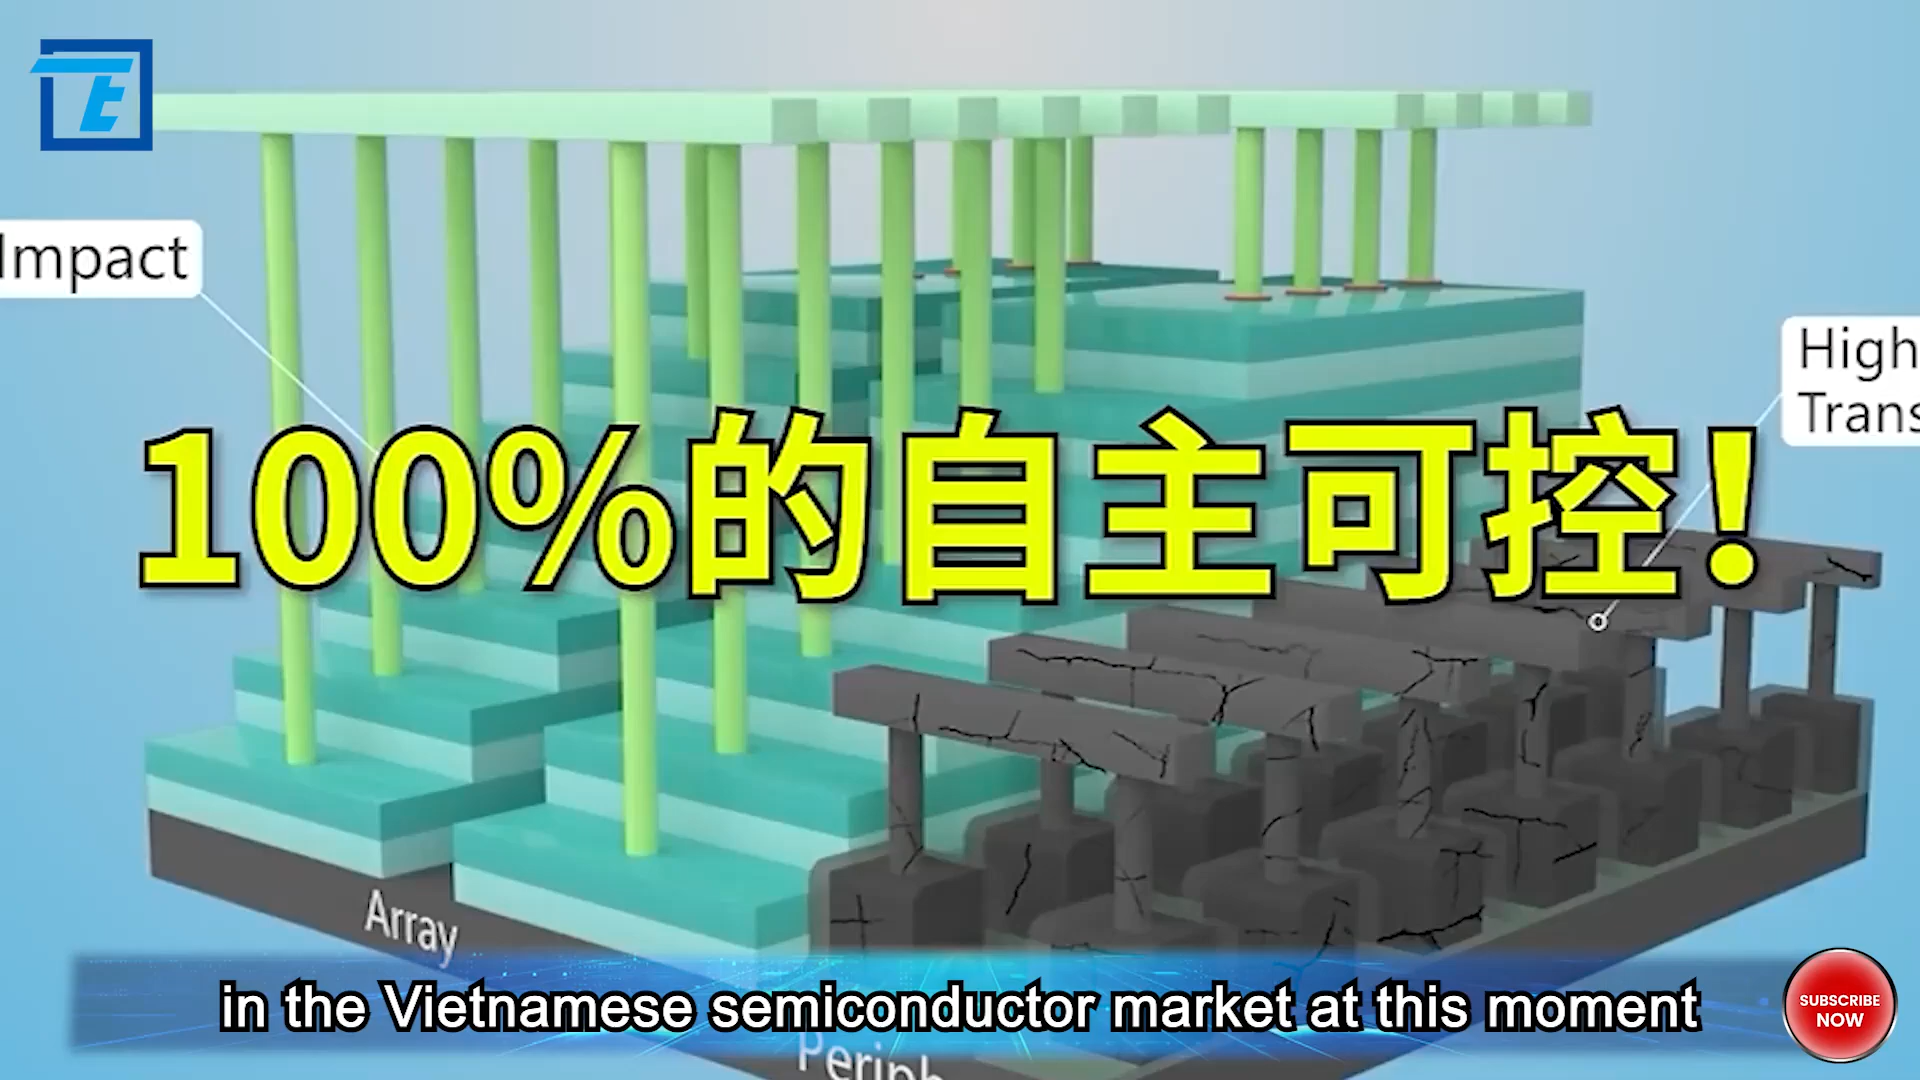 Impact
High
Trans
100%的自主可控!
Array
in the Vietnamese semiconductor market at this moment
SUBSCRIBE
NOW
Periph